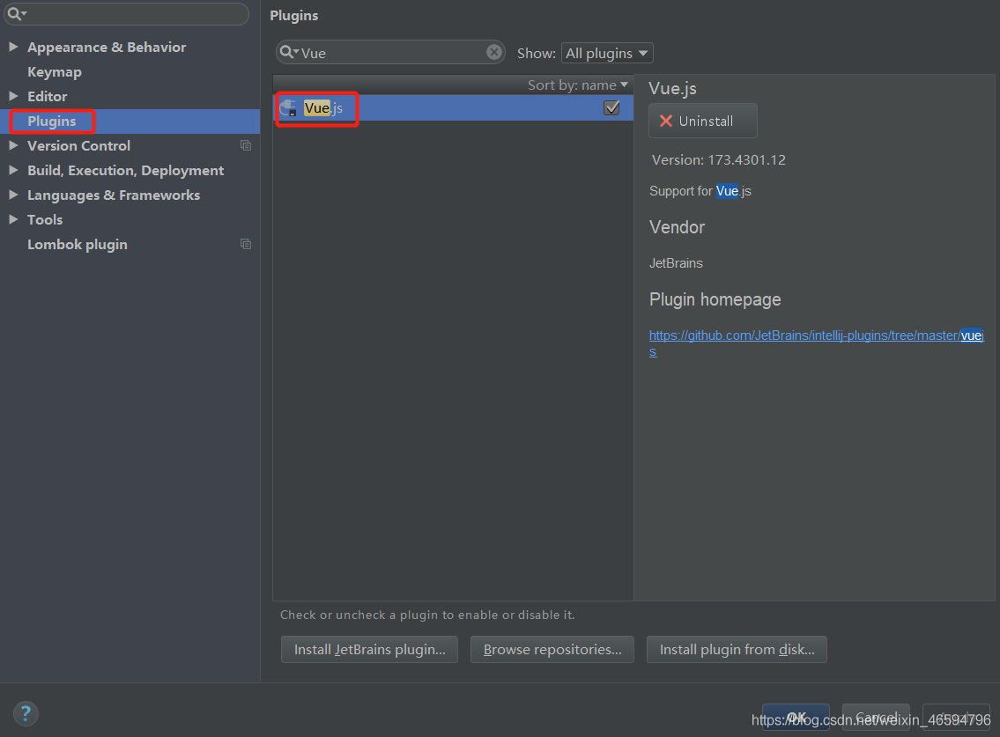 Plugins
Appearance & Behavior
Keymap
Editor
Plugins
Version Control
Build, Execution, Deployment
Languages & Frameworks
Tools
Lombok plugin
Vue
Show: All plugins
Sort by: name
Vue.js
Vue.js
Uninstall
Version: 173.4301.12
Support for Vue.js
Vendor
JetBrains
Plugin homepage
https://github.com/JetBrains/intellij-plugins/tree/master/vuej
s
Check or uncheck a plugin to enable or disable it.
Install JetBrains plugin...
Browse repositories...
Install plugin from disk...
?
OK
Cancel
https://blog.csdn.net/weixin_46594796